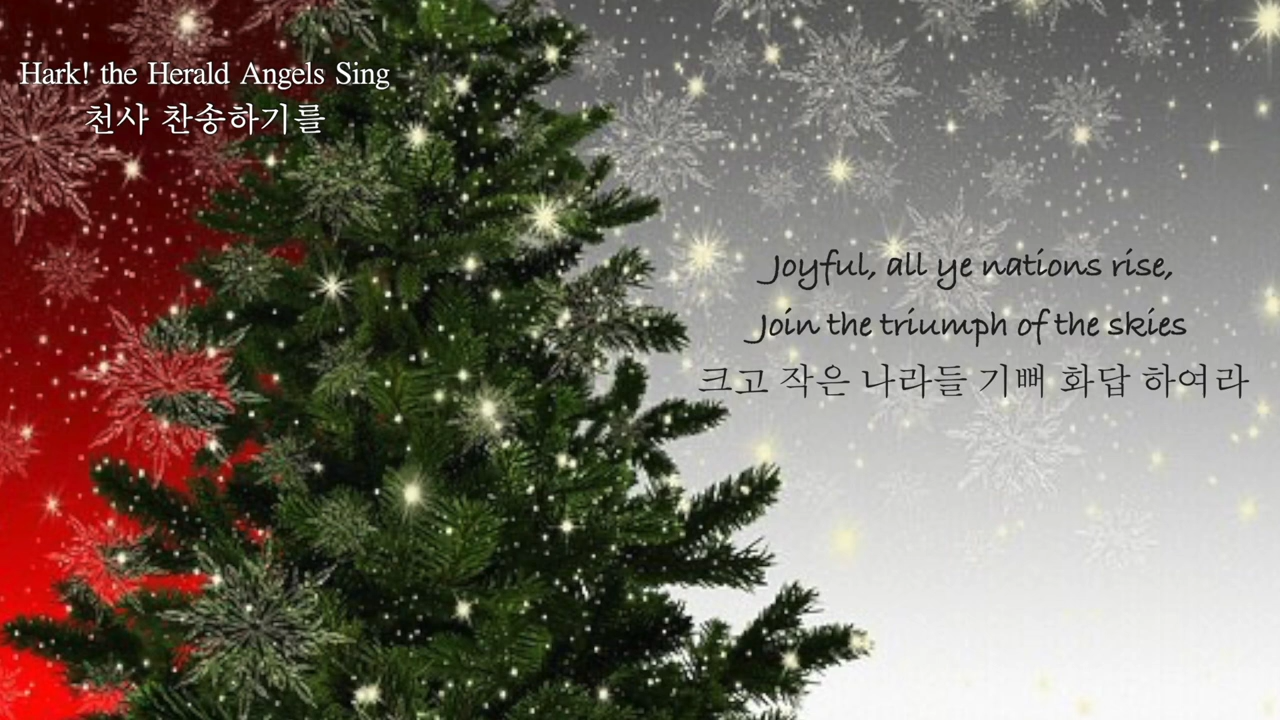 Hark! the Herald Angels Sing
천사 찬송하기를
Joyful, all ye nations rise,
Join the triumph of the skies
크고 작은 나라들 기뻐 화답 하여라